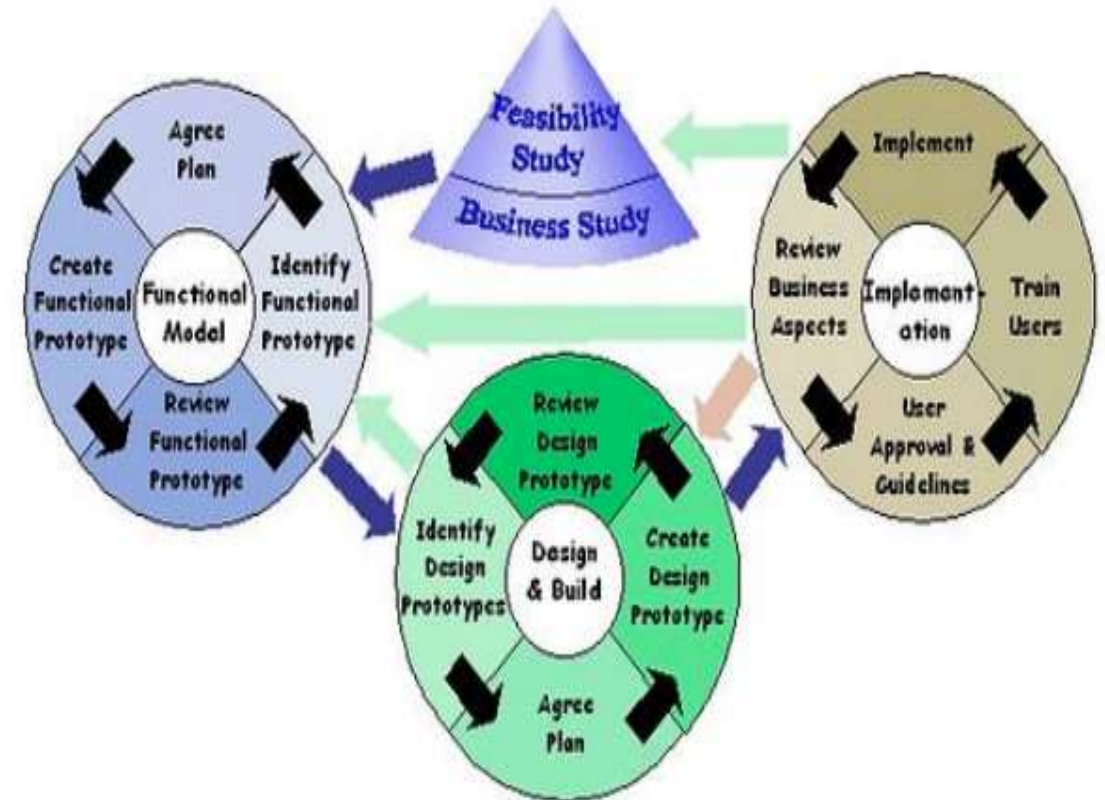 Feasibility
Study
Business Study
Agree
Plan
Create
Functional
Prototype
Functional
Model
Identify
Functional
Prototype
Review
Functional
Prototype
Review
Design
Prototype
Identify
Design
Prototypes
Design
& Build
Create
Design
Prototype
Agree
Plan
Implement
Review
Business
Aspects
Implement-
ation
Train
Users
User
Approval &
Guidelines